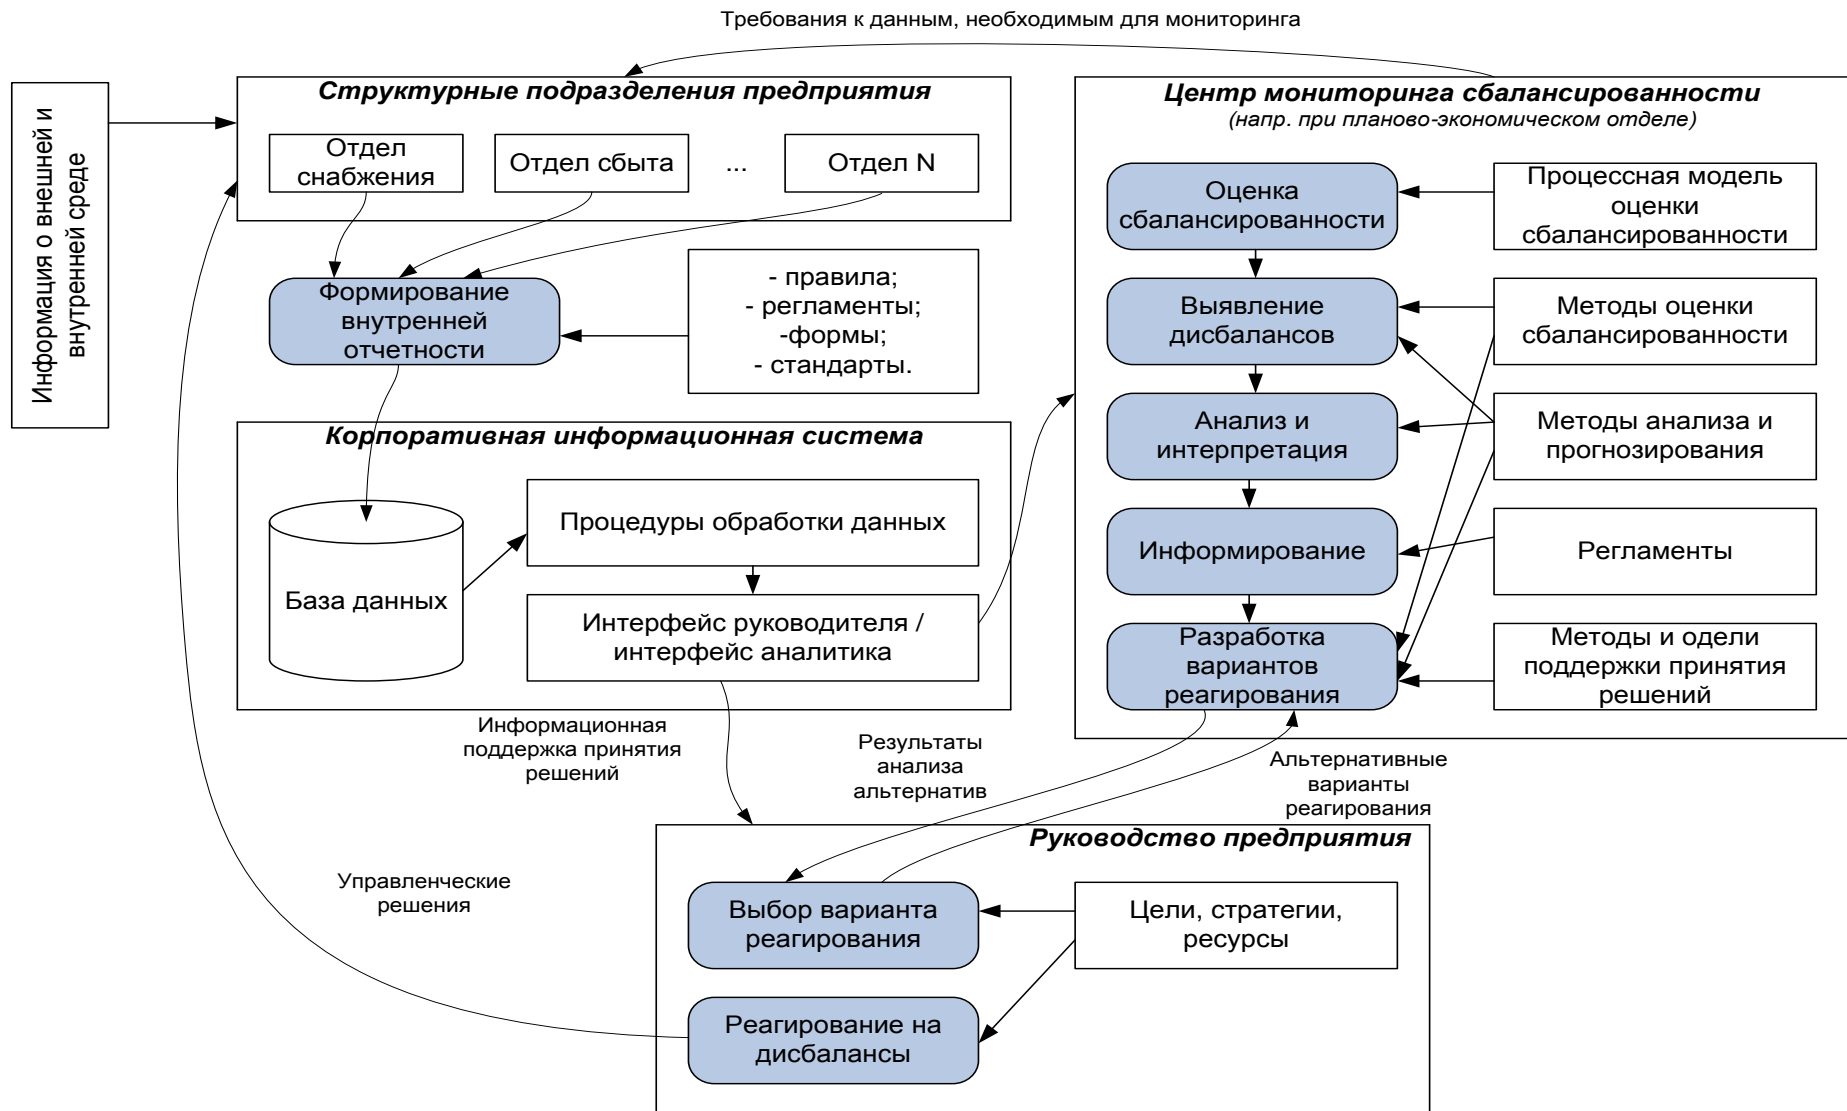 Требования к данным, необходимым для мониторинга
Информация о внешней и
внутренней среде
Структурные подразделения предприятия
Отдел
снабжения
Отдел сбыта
...
Отдел N
Формирование
внутренней
отчетности
- правила;
- регламенты;
-формы;
- стандарты.
Корпоративная информационная система
База данных
Процедуры обработки данных
Интерфейс руководителя /
интерфейс аналитика
Центр мониторинга сбалансированности
(напр. при планово-экономическом отделе)
Оценка
сбалансированности
Процессная модель
оценки
сбалансированности
Выявление
дисбалансов
Методы оценки
сбалансированности
Анализ и
интерпретация
Методы анализа и
прогнозирования
Информирование
Регламенты
Разработка
вариантов
реагирования
Методы и одели
поддержки принятия
решений
Информационная
поддержка принятия
решений
Результаты
анализа
альтернатив
Альтернативные
варианты
реагирования
Управленческие
решения
Руководство предприятия
Выбор варианта
реагирования
Цели, стратегии,
ресурсы
Реагирование на
дисбалансы